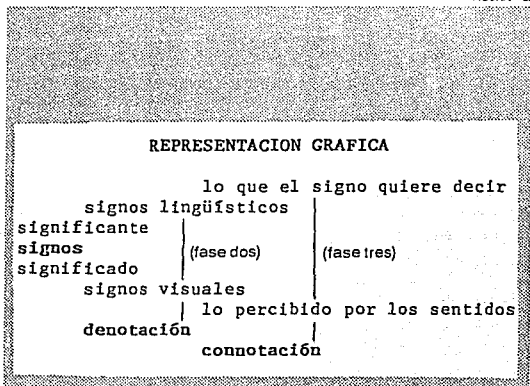 REPRESENTACION GRAFICA
lo que el signo quiere decir
signos lingüísticos
significante
signos (fase dos) (fase tres)
significado
signos visuales
lo percibido por los sentidos
denotación
connotación